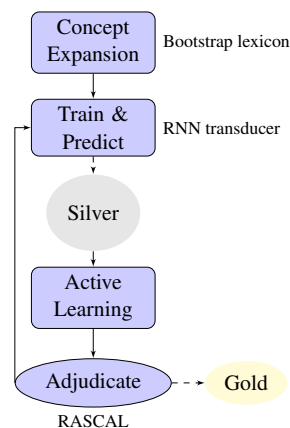 Concept
Expansion
Bootstrap lexicon
Train &
Predict
RNN transducer
Silver
Active
Learning
Adjudicate
Gold
RASCAL